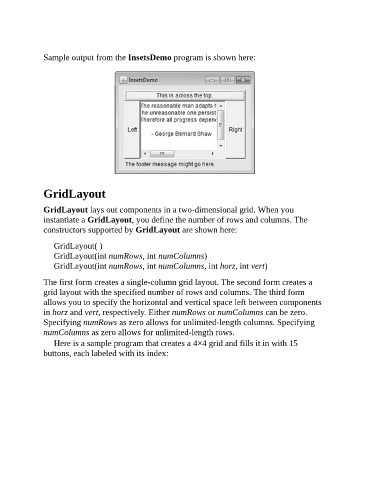 Sample output from the InsetsDemo program is shown here:
InsetsDemo
This is across the top.
Left
The reasonable man adapts
he unreasonable one persist
Therefore all progress depen
- George Bernard Shaw
Right
The footer message might go here.
GridLayout
GridLayout lays out components in a two-dimensional grid. When you
instantiate a GridLayout, you define the number of rows and columns. The
constructors supported by GridLayout are shown here:
GridLayout( )
GridLayout(int numRows, int numColumns)
GridLayout(int numRows, int numColumns, int horz, int vert)
The first form creates a single-column grid layout. The second form creates a
grid layout with the specified number of rows and columns. The third form
allows you to specify the horizontal and vertical space left between components
in horz and vert, respectively. Either numRows or numColumns can be zero.
Specifying numRows as zero allows for unlimited-length columns. Specifying
numColumns as zero allows for unlimited-length rows.
Here is a sample program that creates a 4×4 grid and fills it in with 15
buttons, each labeled with its index: